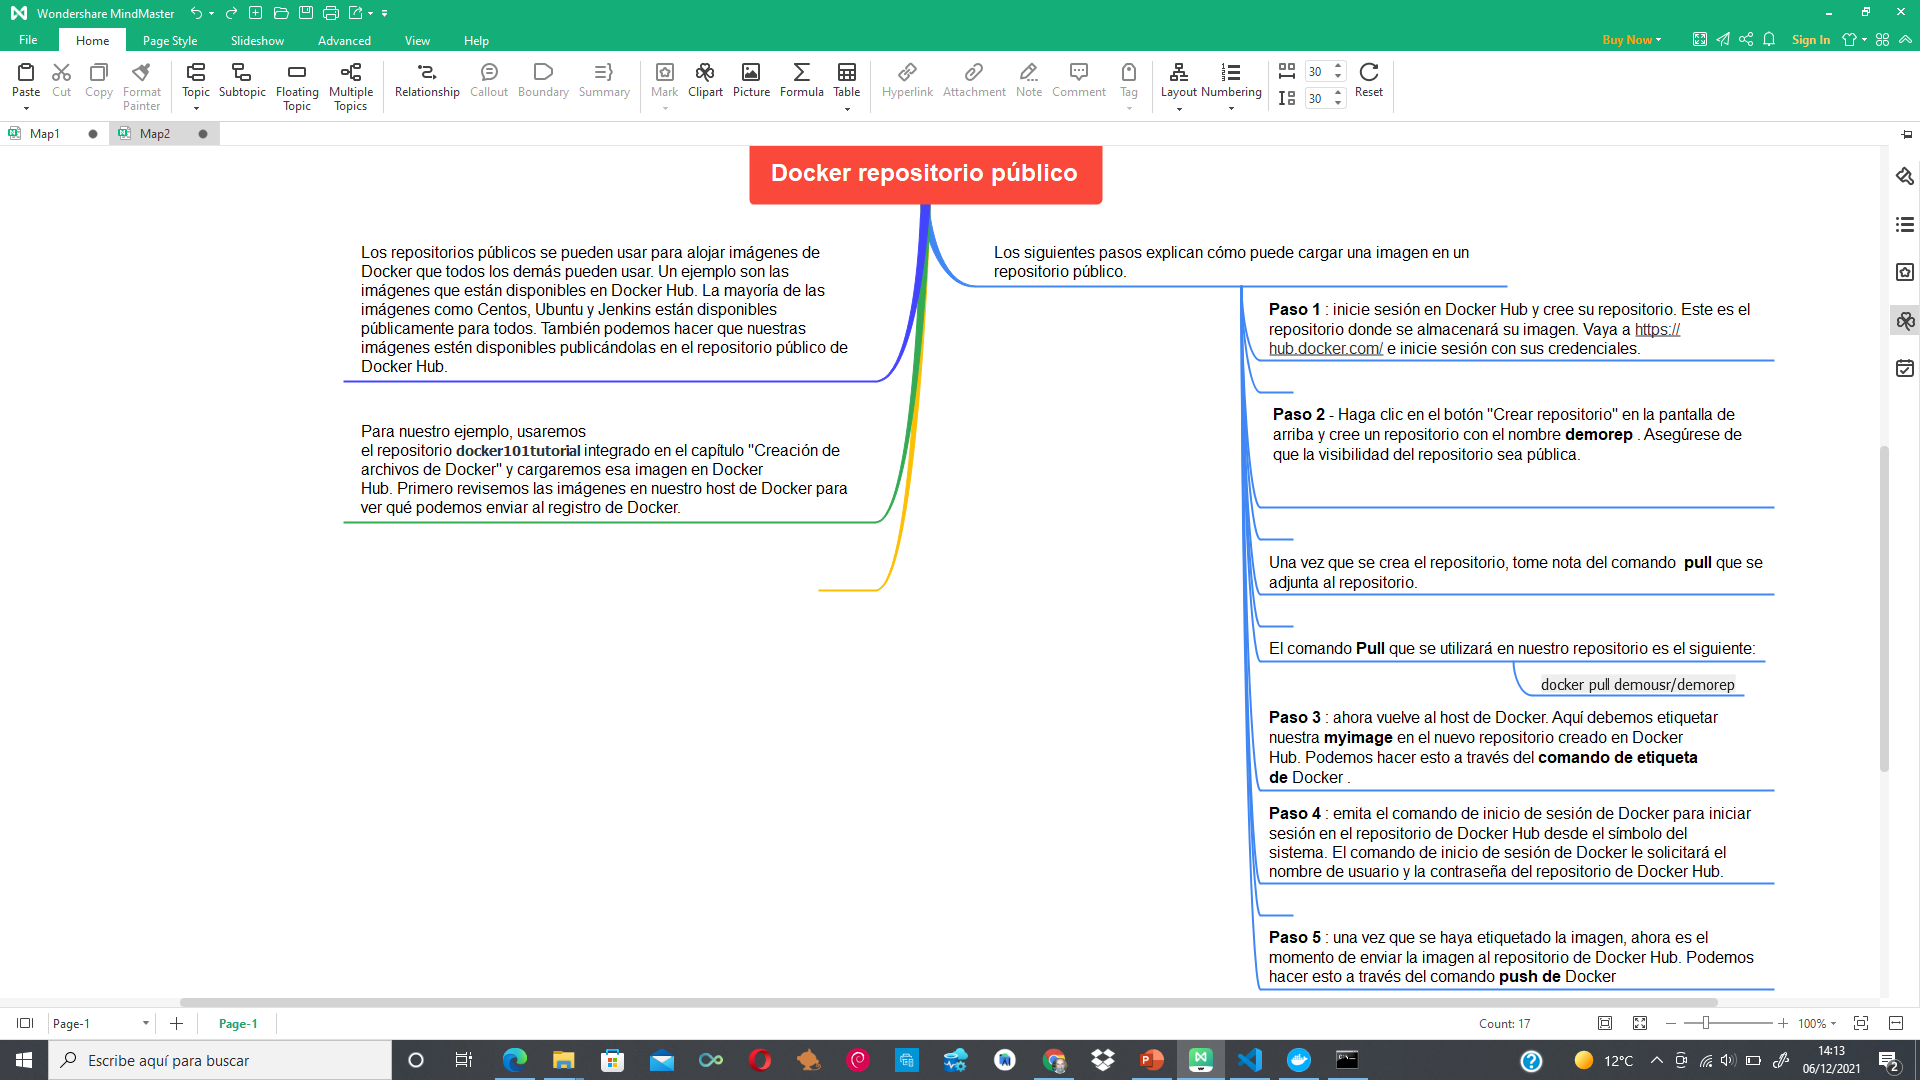 Wondershare MindMaster
File
Home
Page Style
Slideshow
Advanced
View
Help
Buy Now
Sign In
Paste
Cut
Copy
Format
Painter
Topic
Subtopic
Floating
Topic
Multiple
Topics
Relationship
Callout
Boundary
Summary
Mark
Clipart
Picture
Formula
Table
Hyperlink
Attachment
Note
Comment
Tag
Layout
Numbering
30
30
Reset
Map1
Map2
Docker repositorio público
Los repositorios públicos se pueden usar para alojar imágenes de
Docker que todos los demás pueden usar. Un ejemplo son las
imágenes que están disponibles en Docker Hub. La mayoría de las
imágenes como Centos, Ubuntu y Jenkins están disponibles
públicamente para todos. También podemos hacer que nuestras
imágenes estén disponibles publicándolas en el repositorio público de
Docker Hub.
Para nuestro ejemplo, usaremos
el repositorio docker101tutorial integrado en el capítulo "Creación de
archivos de Docker" y cargaremos esa imagen en Docker
Hub. Primero revisemos las imágenes en nuestro host de Docker para
ver qué podemos enviar al registro de Docker.
Los siguientes pasos explican cómo puede cargar una imagen en un
repositorio público.
Paso 1 : inicie sesión en Docker Hub y cree su repositorio. Este es el
repositorio donde se almacenará su imagen. Vaya a https://
hub.docker.com/ e inicie sesión con sus credenciales.
Paso 2 - Haga clic en el botón "Crear repositorio" en la pantalla de
arriba y cree un repositorio con el nombre demorep . Asegúrese de
que la visibilidad del repositorio sea pública.
Una vez que se crea el repositorio, tome nota del comando  pull que se
adjunta al repositorio.
El comando Pull que se utilizará en nuestro repositorio es el siguiente:
docker pull demousr/demorep
Paso 3 : ahora vuelve al host de Docker. Aquí debemos etiquetar
nuestra myimage en el nuevo repositorio creado en Docker
Hub. Podemos hacer esto a través del comando de etiqueta
de Docker .
Paso 4 : emita el comando de inicio de sesión de Docker para iniciar
sesión en el repositorio de Docker Hub desde el símbolo del
sistema. El comando de inicio de sesión de Docker le solicitará el
nombre de usuario y la contraseña del repositorio de Docker Hub.
Paso 5 : una vez que se haya etiquetado la imagen, ahora es el
momento de enviar la imagen al repositorio de Docker Hub. Podemos
hacer esto a través del comando push de Docker
Page-1
Page-1
Count: 17
100%
Escribe aquí para buscar
12°C
14:13
06/12/2021
2